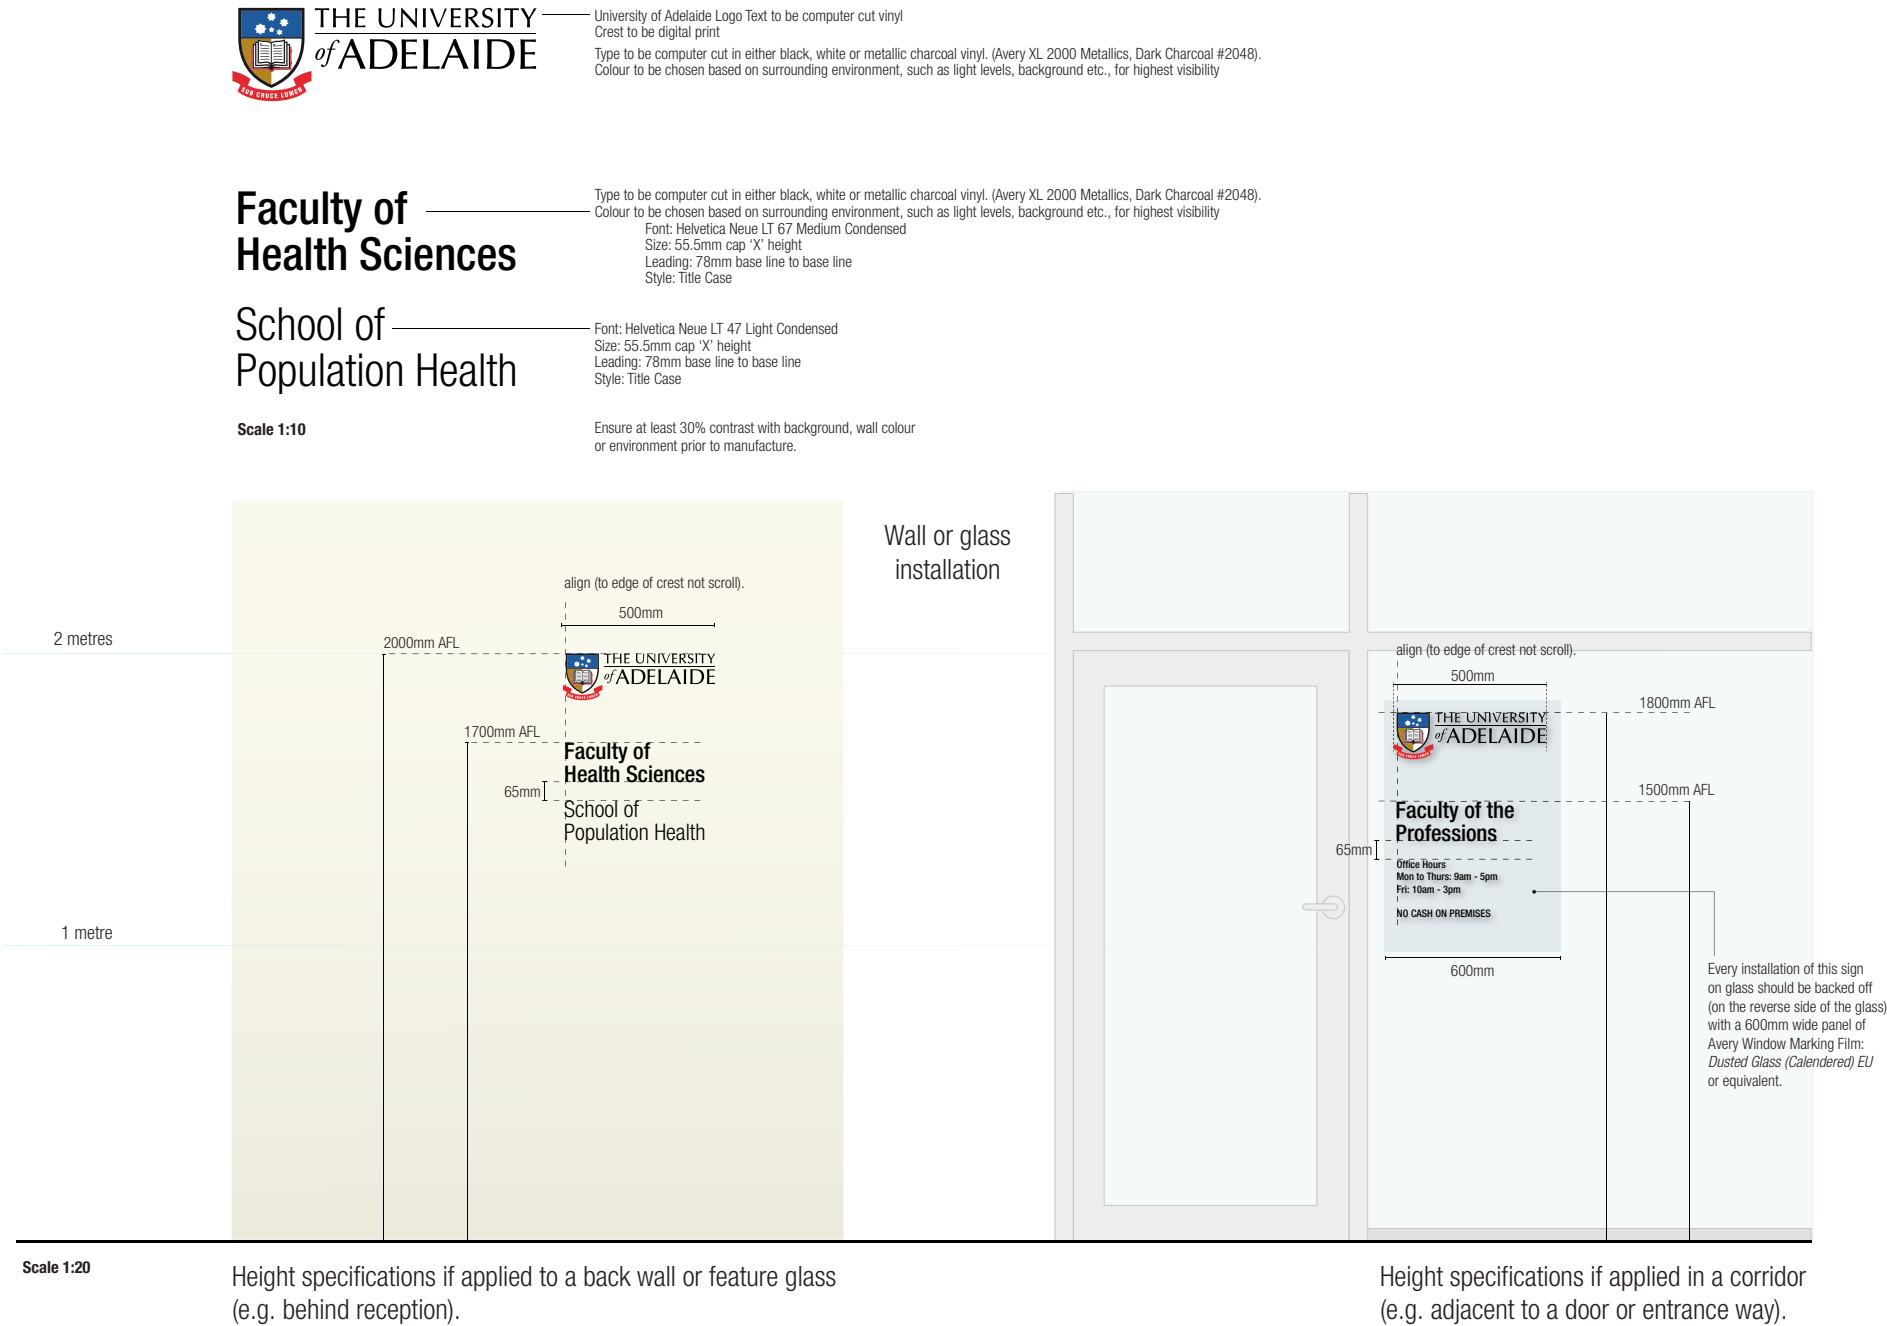 THE UNIVERSITY
of ADELAIDE
SUB CRUCE LUMEN
University of Adelaide Logo Text to be computer cut vinyl
Crest to be digital print
Type to be computer cut in either black, white or metallic charcoal vinyl. (Avery XL 2000 Metallics, Dark Charcoal #2048).
Colour to be chosen based on surrounding environment, such as light levels, background etc., for highest visibility
Faculty of
Health Sciences
Type to be computer cut in either black, white or metallic charcoal vinyl. (Avery XL 2000 Metallics, Dark Charcoal #2048).
Colour to be chosen based on surrounding environment, such as light levels, background etc., for highest visibility
Font: Helvetica Neue LT 67 Medium Condensed
Size: 55.5mm cap ‘X’ height
Leading: 78mm base line to base line
Style: Title Case
School of
Population Health
Font: Helvetica Neue LT 47 Light Condensed
Size: 55.5mm cap ‘X’ height
Leading: 78mm base line to base line
Style: Title Case
Scale 1:10
Ensure at least 30% contrast with background, wall colour
or environment prior to manufacture.
Wall or glass
installation
2 metres
1 metre
align (to edge of crest not scroll).
500mm
2000mm AFL
THE UNIVERSITY
of ADELAIDE
SUB CRUCE LUMEN
1700mm AFL
Faculty of
Health Sciences
65mm
School of
Population Health
align (to edge of crest not scroll).
500mm
1800mm AFL
THE UNIVERSITY
of ADELAIDE
SUB CRUCE LUMEN
1500mm AFL
Faculty of the
Professions
65mm
Office Hours
Mon to Thurs: 9am - 5pm
Fri: 10am - 3pm
NO CASH ON PREMISES
600mm
Every installation of this sign
on glass should be backed off
(on the reverse side of the glass)
with a 600mm wide panel of
Avery Window Marking Film:
Dusted Glass (Calendered) EU
or equivalent.
Scale 1:20
Height specifications if applied to a back wall or feature glass
(e.g. behind reception).
Height specifications if applied in a corridor
(e.g. adjacent to a door or entrance way).